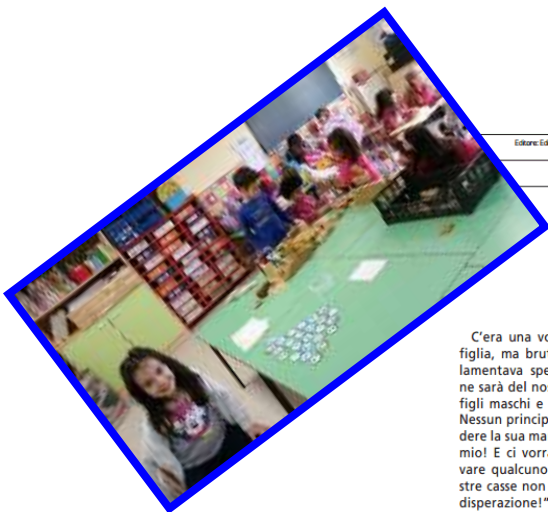 Editore: Ed
C'era una vo
figlia, ma brut
lamentava spe
ne sarà del no
figli maschi e
Nessun princip
dere la sua ma
mio! E ci vorra
vare qualcuno
stre casse non
disperazione!"